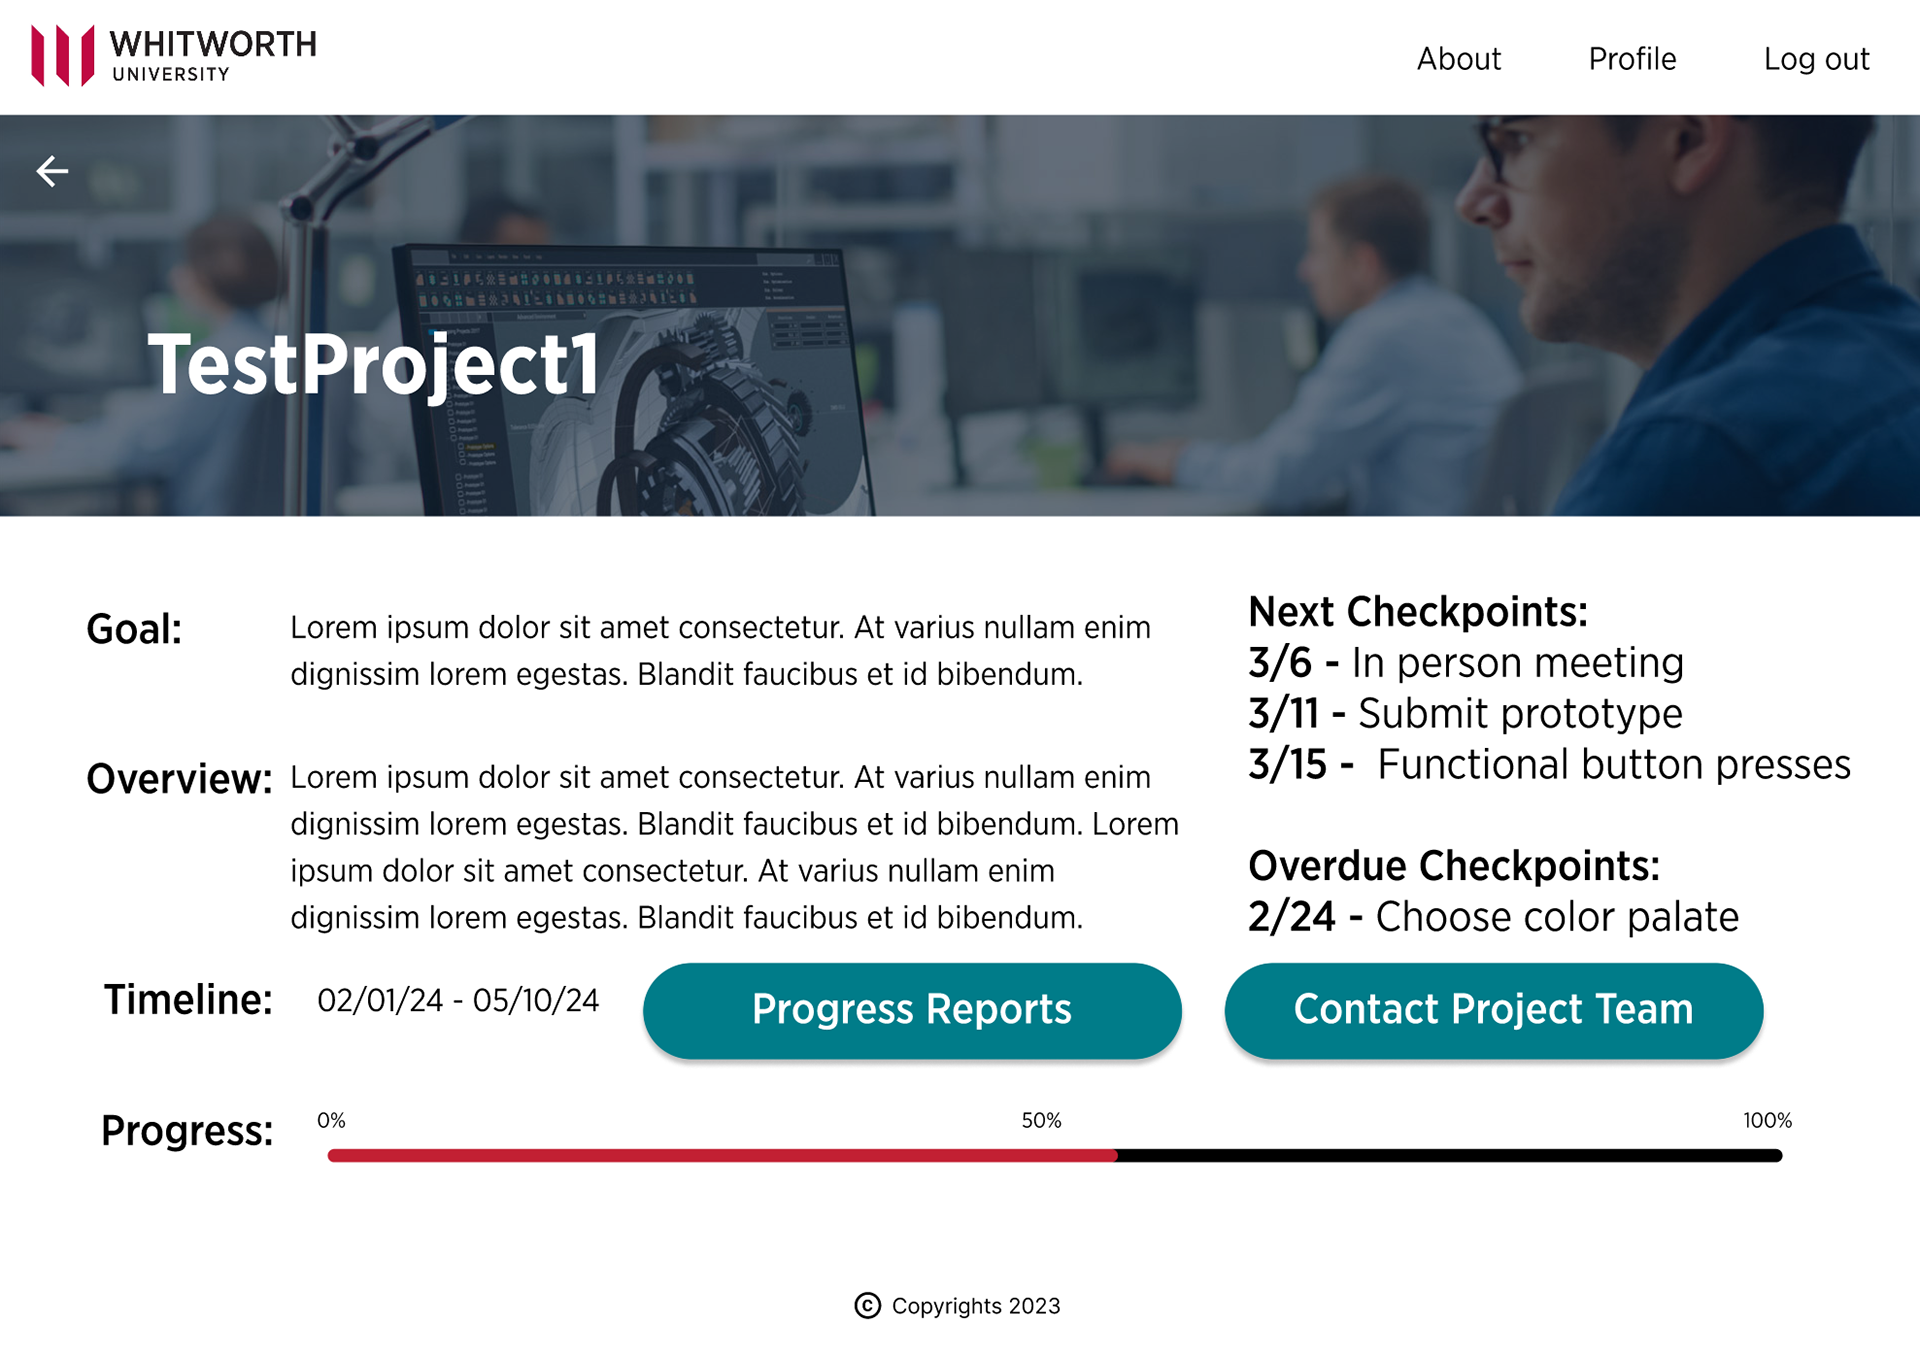 WHITWORTH
UNIVERSITY
About
Profile
Log out
TestProject1
Goal:
Lorem ipsum dolor sit amet consectetur. At varius nullam enim
dignissim lorem egestas. Blandit faucibus et id bibendum.
Overview:
Lorem ipsum dolor sit amet consectetur. At varius nullam enim
dignissim lorem egestas. Blandit faucibus et id bibendum. Lorem
ipsum dolor sit amet consectetur. At varius nullam enim
dignissim lorem egestas. Blandit faucibus et id bibendum.
Next Checkpoints:
3/6 - In person meeting
3/11 - Submit prototype
3/15 - Functional button presses
Overdue Checkpoints:
2/24 - Choose color palate
Timeline:
02/01/24 - 05/10/24
Progress Reports
Contact Project Team
Progress:
0%
50%
100%
© Copyrights 2023